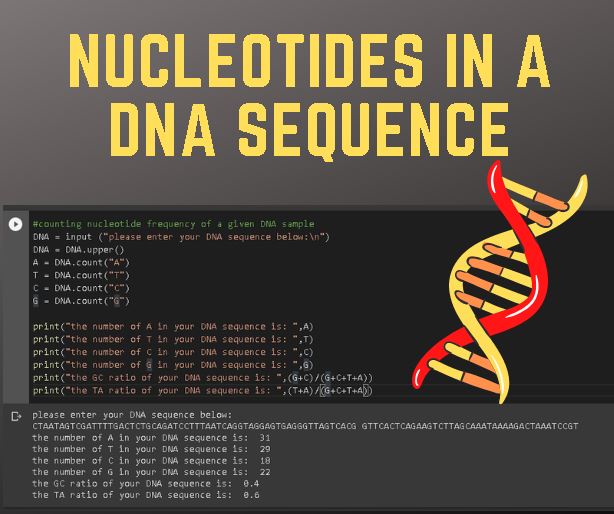 NUCLEOTIDES IN A
DNA SEQUENCE
#counting nucleotide frequency of a given DNA sample
DNA = input ("please enter your DNA sequence below:\n")
DNA = DNA.upper()
A = DNA.count("A")
T = DNA.count("T")
C = DNA.count("C")
G = DNA.count("G")
print("the number of A in your DNA sequence is: ",A)
print("the number of T in your DNA sequence is: ",T)
print("the number of C in your DNA sequence is: ",C)
print("the number of G in your DNA sequence is: ",G)
print("the GC ratio of your DNA sequence is: ",(G+C)/(G+C+T+A))
print("the TA ratio of your DNA sequence is: ",(T+A)/(G+C+T+A))
please enter your DNA sequence below:
CTAATAGTCGATTTTGACTCTGCAGATCCTTTAATCAGGTAGGAGTGAGGGTTAGTCACG GTTCACTCAGAAGTCTTAGCAAATAAAAGACTAAATCCGT
the number of A in your DNA sequence is:  31
the number of T in your DNA sequence is:  29
the number of C in your DNA sequence is:  18
the number of G in your DNA sequence is:  22
the GC ratio of your DNA sequence is:  0.4
the TA ratio of your DNA sequence is:  0.6